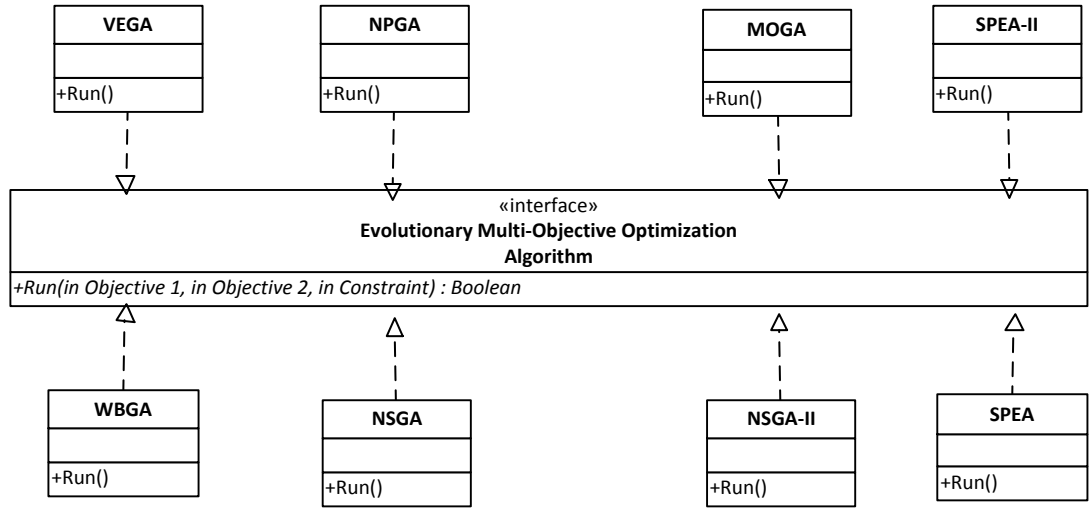 VEGA
+Run()
NPGA
+Run()
MOGA
+Run()
SPEA-II
+Run()
«interface»
Evolutionary Multi-Objective Optimization
Algorithm
+Run(in Objective 1, in Objective 2, in Constraint) : Boolean
WBGA
+Run()
NSGA
+Run()
NSGA-II
+Run()
SPEA
+Run()